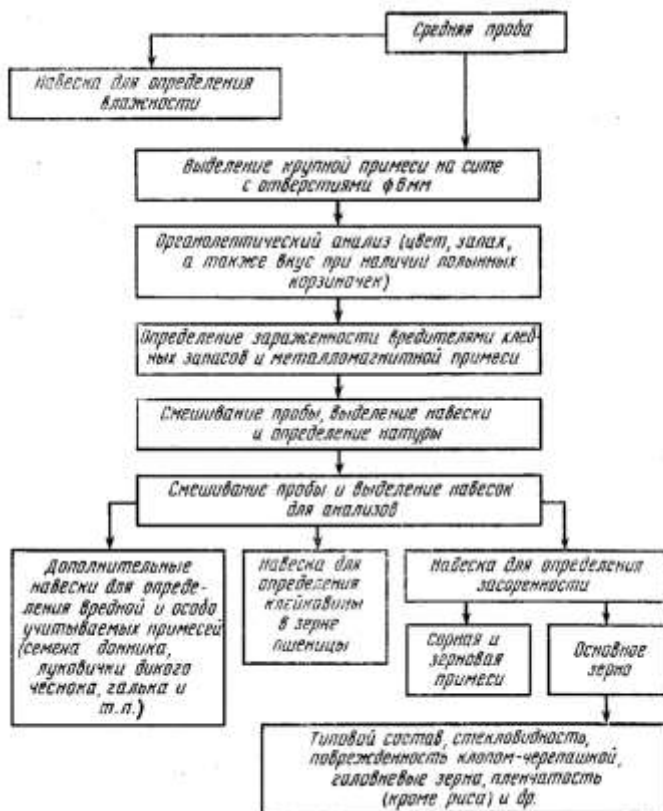 Средняя проба
Навеска для определения
влажности
Выделение крупной примеси на сите
с отверстиями ф6мм
Органолептический анализ (цвет, запах,
а также вкус при наличии полынных
корзиночек)
Определение зараженности вредителями хлеб-
ных запасов и металломагнитной примеси
Смешивание пробы, выделение навески
и определение натуры
Смешивание пробы и выделение навесок
для анализов
Дополнительные
навески для опреде-
ления вредной и особо
учитываемых примесей
(семена донника,
луковички дикого
чеснока, галька и
т.п.)
Навеска для
определения
клейковины
в зерне
пшеницы
Навеска для определения
засоренности
Сорная и
зерновая
примеси
Основное
зерно
Типовой состав, стекловидность,
поврежденность клопом-черепашкой,
головневые зерна, пленчатость
(кроме риса) и др.